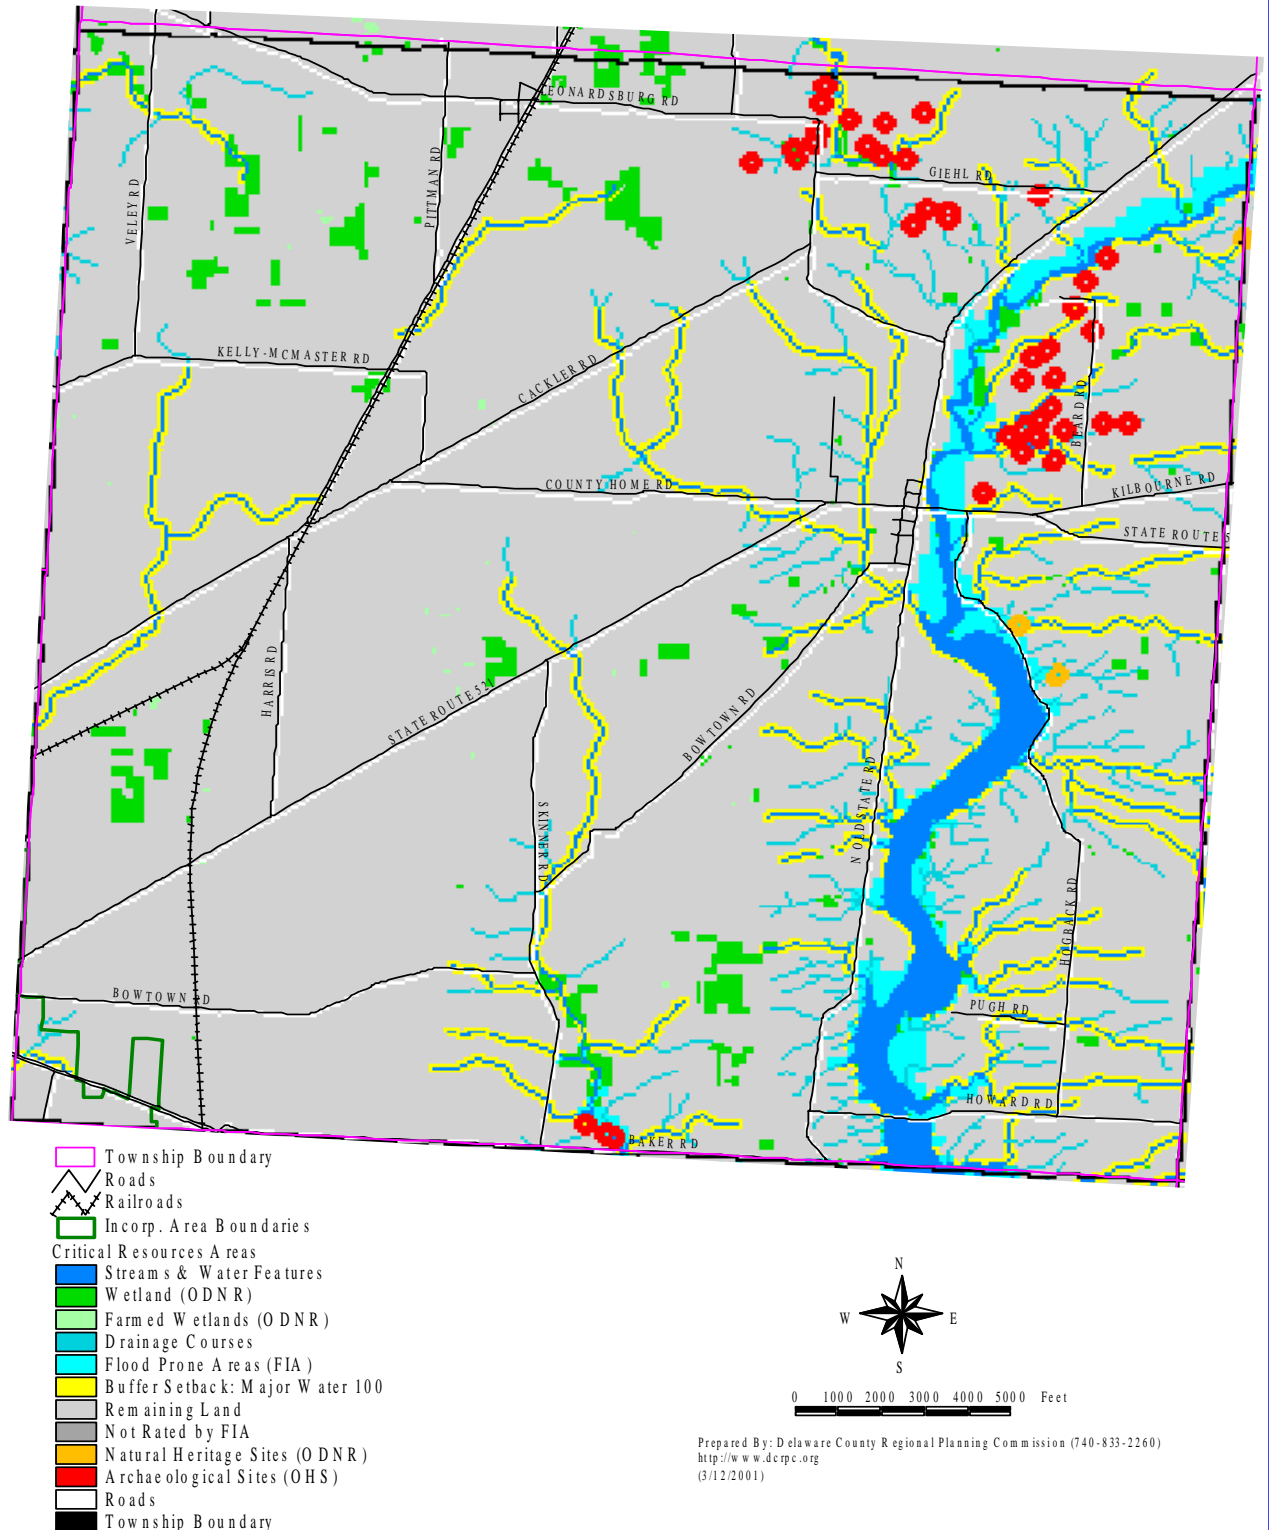 LEONARDSBURG RD
GIEHL RD
PITTMAN RD
VELEY RD
KELLY-MCMASTER RD
CACKLER RD
BEARD RD
COUNTY HOME RD
KILBOURNE RD
STATE ROUTE 5
HARRIS RD
STATE ROUTE 521
BOWTOWN RD
N OLD STATE RD
SKINNER RD
HOGBACK RD
BOWTOWN RD
PUGH RD
HOWARD RD
BAKER RD
Township Boundary
Roads
Railroads
Incorp. Area Boundaries
Critical Resources Areas
Streams & Water Features
Wetland (ODNR)
Farmed Wetlands (ODNR)
Drainage Courses
Flood Prone Areas (FIA)
Buffer Setback: Major Water 100
Remaining Land
Not Rated by FIA
Natural Heritage Sites (ODNR)
Archaeological Sites (OHS)
Roads
Township Boundary
N
W E
S
0 1000 2000 3000 4000 5000 Feet
Prepared By: Delaware County Regional Planning Commission (740-833-2260)
http://www.dcrpc.org
(3/12/2001)